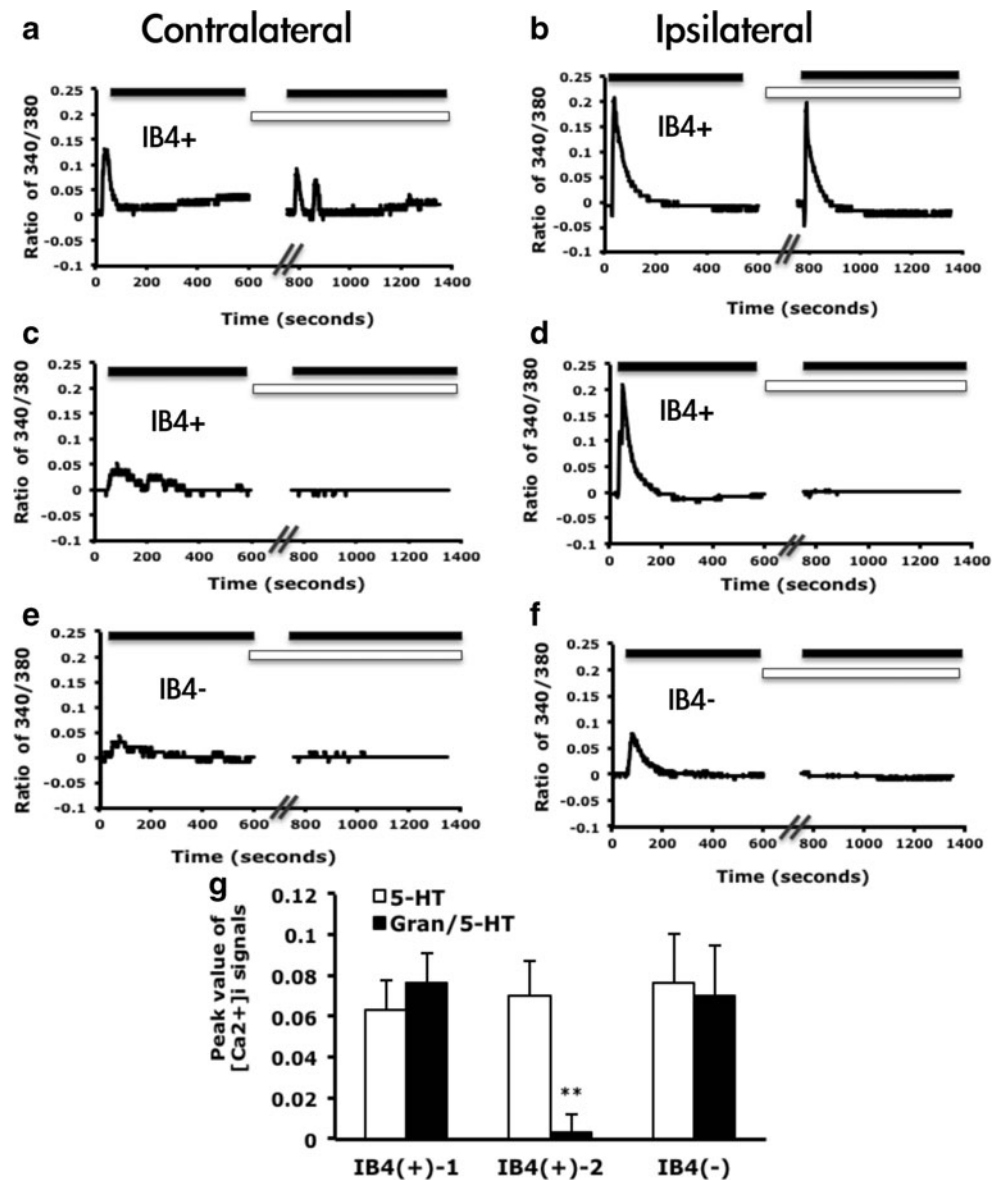 a Contralateral
b Ipsilateral
0.25
0.2
0.15
0.1
0.05
0
-0.05
-0.1
Ratio of 340/380
IB4+
0 200 400 600 800 1000 1200 1400
Time (seconds)
0.25
0.2
0.15
0.1
0.05
0
-0.05
-0.1
Ratio of 340/380
IB4+
0 200 400 600 800 1000 1200 1400
Time (seconds)
c
0.25
0.2
0.15
0.1
0.05
0
-0.05
-0.1
Ratio of 340/380
IB4+
0 200 400 600 800 1000 1200 1400
Time (seconds)
d
0.25
0.2
0.15
0.1
0.05
0
-0.05
-0.1
Ratio of 340/380
IB4+
0 200 400 600 800 1000 1200 1400
Time (seconds)
e
0.25
0.2
0.15
0.1
0.05
0
-0.05
-0.1
Ratio of 340/380
IB4-
0 200 400 600 800 1000 1200 1400
Time (seconds)
f
0.25
0.2
0.15
0.1
0.05
0
-0.05
-0.1
Ratio of 340/380
IB4-
0 200 400 600 800 1000 1200 1400
Time (seconds)
g
0.12
0.1
0.08
0.06
0.04
0.02
0
Peak value of
[Ca2+]i signals
5-HT
Gran/5-HT
**
IB4(+)-1 IB4(+)-2 IB4(-)